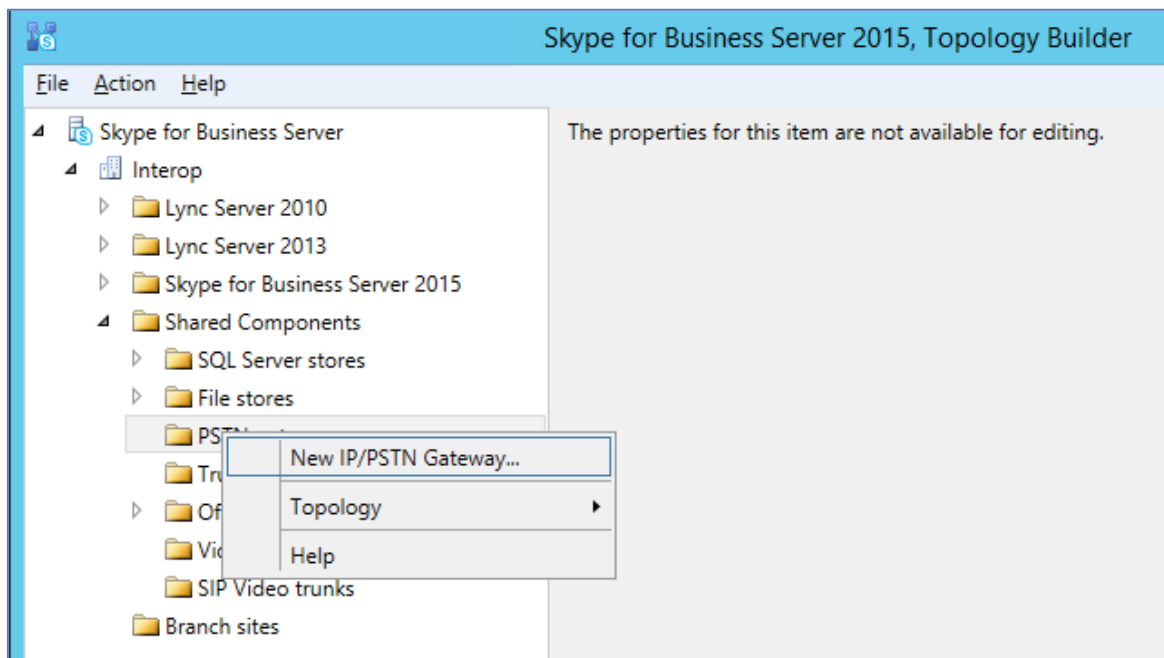 Skype for Business Server 2015, Topology Builder
File Action Help
Skype for Business Server
The properties for this item are not available for editing.
Interop
Lync Server 2010
Lync Server 2013
Skype for Business Server 2015
Shared Components
SQL Server stores
File stores
New IP/PSTN Gateway...
Topology
Help
SIP Video trunks
Branch sites